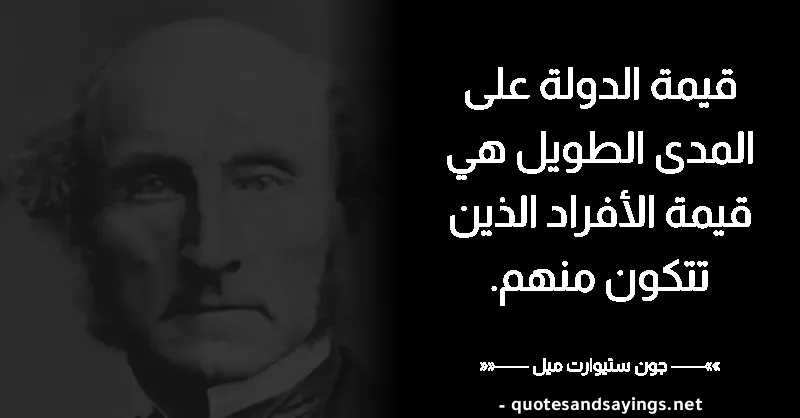 قيمة الدولة على
المدى الطويل هي
قيمة الأفراد الذين
تتكون منهم.
»»—— جون ستيوارت ميل ——««
- quotesandsayings.net